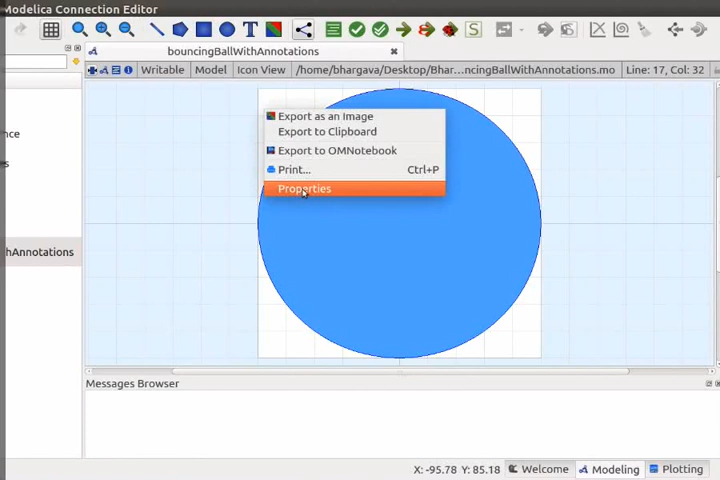 Modelica Connection Editor
T
S
bouncingBallWithAnnotations
Writable
Model
Icon View
/home/bhargava/Desktop/Bhar...ncingBallWithAnnotations.mo
Line: 17, Col: 32
Export as an Image
Export to Clipboard
Export to OMNotebook
Print...
Ctrl+P
Properties
nce
s
hAnnotations
Messages Browser
X: -95.78
Y: 85.18
Welcome
Modeling
Plotting